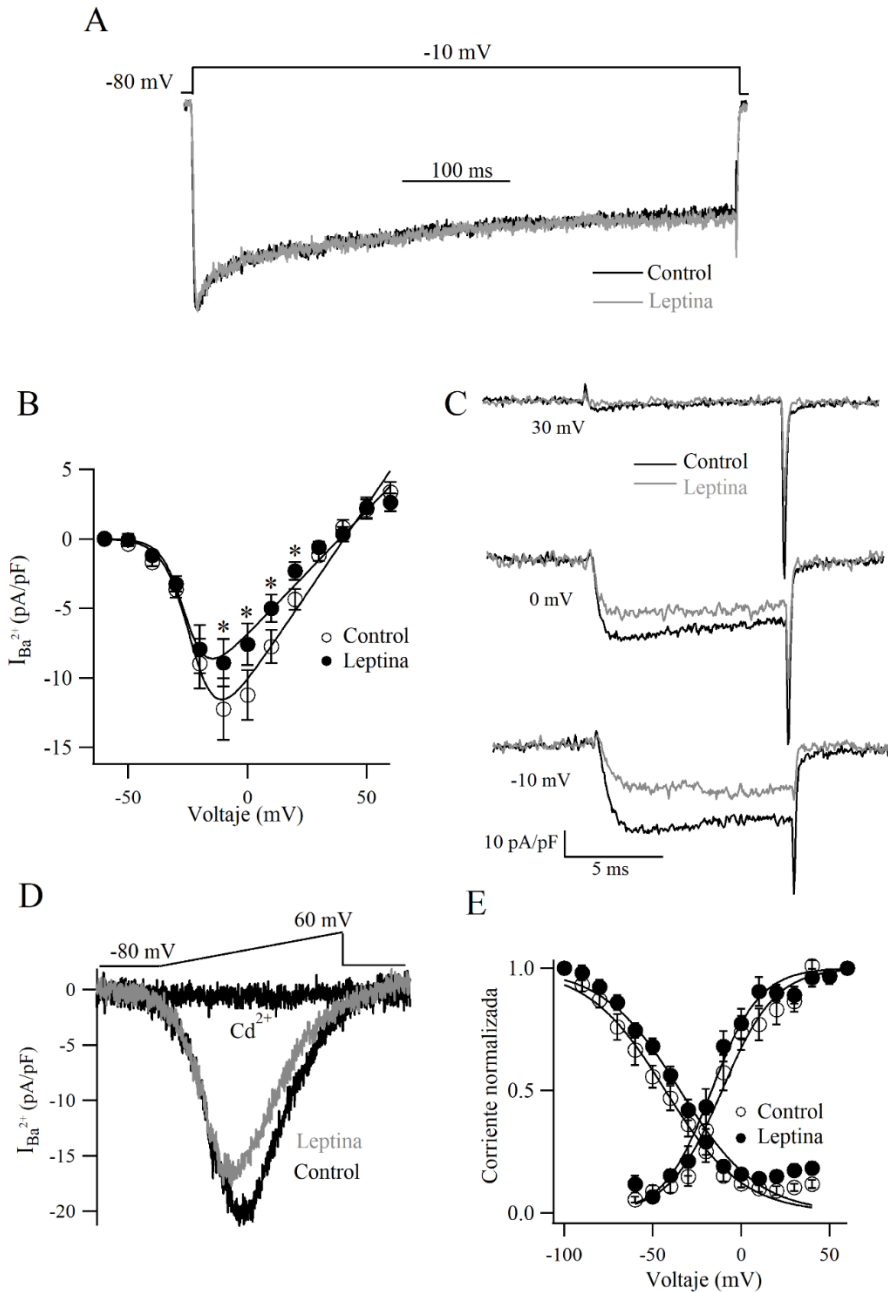 A
-10 mV
-80 mV
100 ms
Control
Leptina
B
5
0
-5
-10
-15
I_Ba²⁺ (pA/pF)
* * * *
Control
Leptina
-50 0 50
Voltaje (mV)
C
30 mV
Control
Leptina
0 mV
-10 mV
10 pA/pF
5 ms
D
-80 mV
60 mV
0
-5
-10
-15
-20
I_Ba²⁺ (pA/pF)
Cd²⁺
Leptina
Control
E
1.0
0.5
0.0
Corriente normalizada
Control
Leptina
-100 -50 0 50
Voltaje (mV)